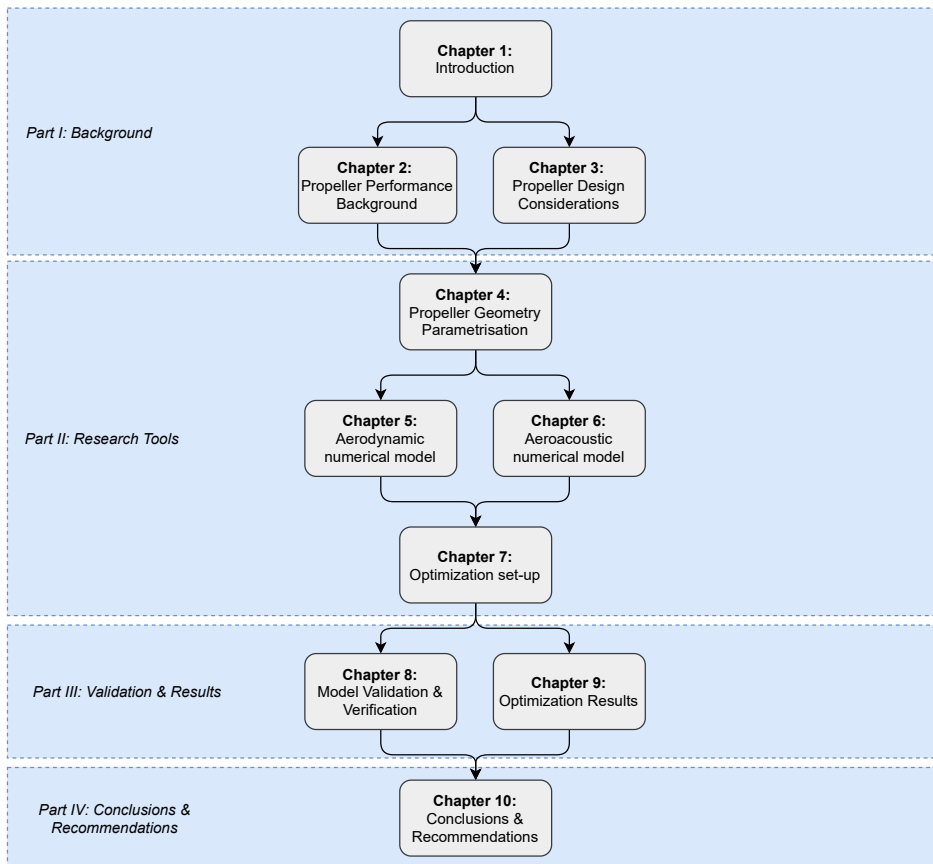 Chapter 1:
Introduction
Part I: Background
Chapter 2:
Propeller Performance
Background
Chapter 3:
Propeller Design
Considerations
Chapter 4:
Propeller Geometry
Parametrisation
Part II: Research Tools
Chapter 5:
Aerodynamic
numerical model
Chapter 6:
Aeroacoustic
numerical model
Chapter 7:
Optimization set-up
Part III: Validation & Results
Chapter 8:
Model Validation &
Verification
Chapter 9:
Optimization Results
Part IV: Conclusions &
Recommendations
Chapter 10:
Conclusions &
Recommendations